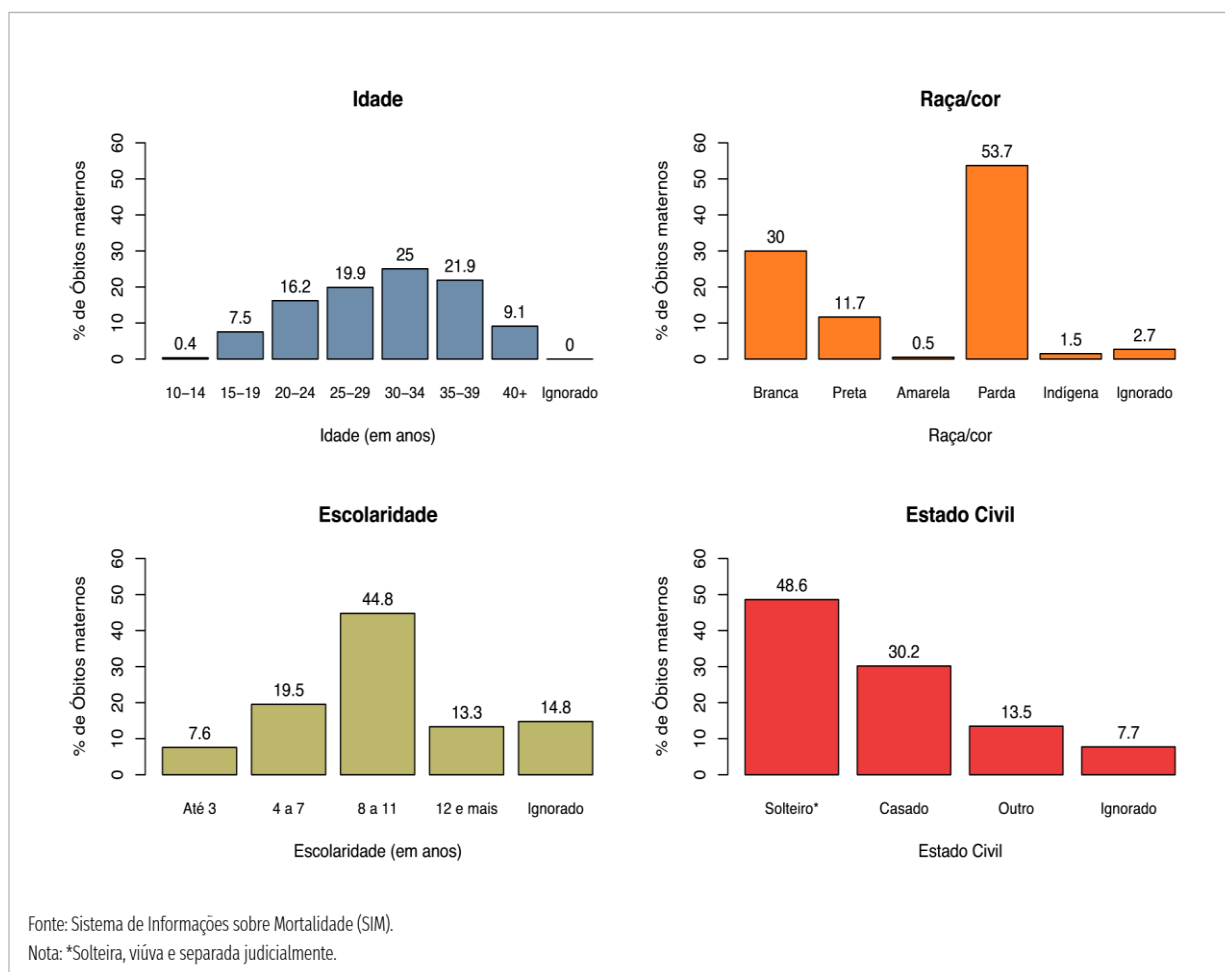 Idade
% de Óbitos maternos
60
50
40
30
20
10
0
0.4
7.5
16.2
19.9
25
21.9
9.1
0
10–14 15–19 20–24 25–29 30–34 35–39 40+ Ignorado
Idade (em anos)
Raça/cor
% de Óbitos maternos
60
50
40
30
20
10
0
30
11.7
0.5
53.7
1.5
2.7
Branca Preta Amarela Parda Indígena Ignorado
Raça/cor
Escolaridade
% de Óbitos maternos
60
50
40
30
20
10
0
7.6
19.5
44.8
13.3
14.8
Até 3 4 a 7 8 a 11 12 e mais Ignorado
Escolaridade (em anos)
Estado Civil
% de Óbitos maternos
60
50
40
30
20
10
0
48.6
30.2
13.5
7.7
Solteiro* Casado Outro Ignorado
Estado Civil
Fonte: Sistema de Informações sobre Mortalidade (SIM).
Nota: *Solteira, viúva e separada judicialmente.